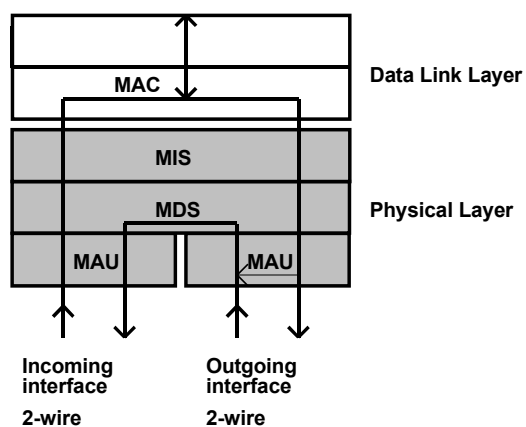 MAC
Data Link Layer
MIS
MDS
Physical Layer
MAU
MAU
Incoming
interface
2-wire
Outgoing
interface
2-wire